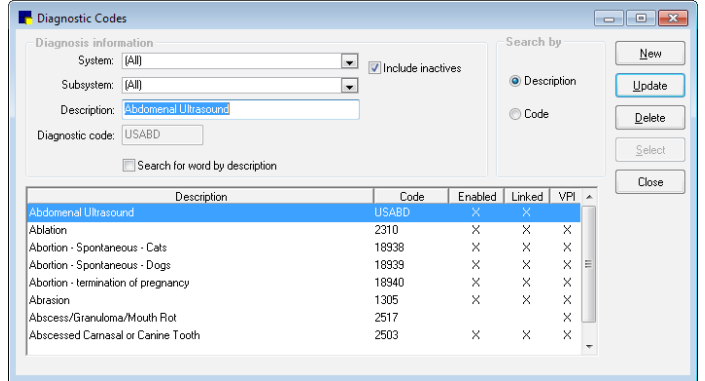 Diagnostic Codes
Diagnosis information
System: (All)
Include inactives
Subsystem: (All)
Description: Abdomenal Ultrasound
Diagnostic code: USABD
Search for word by description
Search by
Description
Code
New
Update
Delete
Select
Close
Description Code Enabled Linked VPI
Abdomenal Ultrasound USABD X X
Ablation 2310 X X X
Abortion - Spontaneous - Cats 18938 X X X
Abortion - Spontaneous - Dogs 18939 X X X
Abortion - termination of pregnancy 18940 X X X
Abrasion 1305 X X X
Abscess/Granuloma/Mouth Rot 2517 X
Abscessed Carnasal or Canine Tooth 2503 X X X